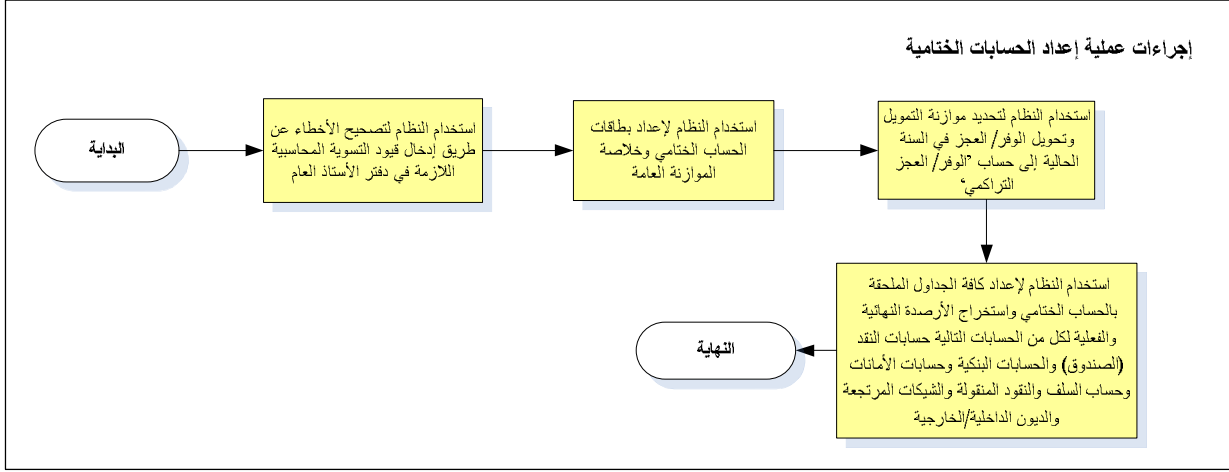 إجراءات عملية إعداد الحسابات الختامية
البداية
استخدام النظام لتصحيح الأخطاء عن
طريق إدخال قيود التسوية المحاسبية
اللازمة في دفتر الأستاذ العام
استخدام النظام لإعداد بطاقات
الحساب الختامي وخلاصة
الموازنة العامة
استخدام النظام لتحديد موازنة التمويل
وتحويل الوفر/ العجز في السنة
الحالية إلى حساب "الوفر/ العجز
التراكمي"
استخدام النظام لإعداد كافة الجداول الملحقة
بالحساب الختامي واستخراج الأرصدة النهائية
والفعلية لكل من الحسابات التالية حسابات النقد
(الصندوق) والحسابات البنكية وحسابات الأمانات
وحساب السلف والنقود المنقولة والشيكات المرتجعة
والديون الداخلية/الخارجية
النهاية